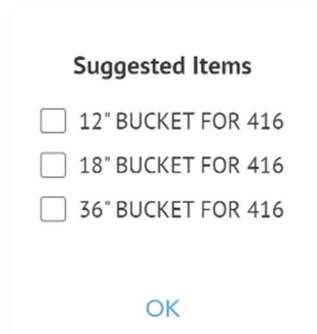 Suggested Items
12" BUCKET FOR 416
18" BUCKET FOR 416
36" BUCKET FOR 416
OK